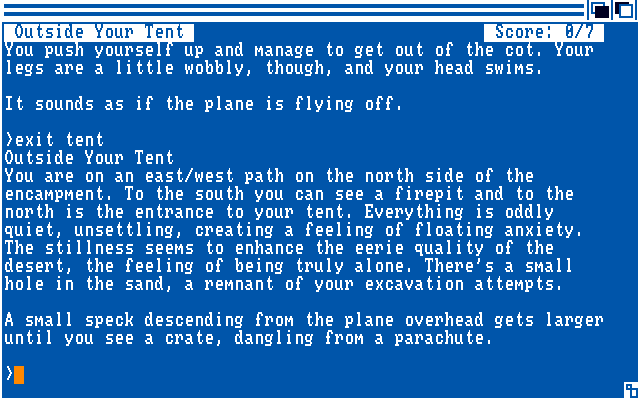 Outside Your Tent Score: 0/7
You push yourself up and manage to get out of the cot. Your
legs are a little wobbly, though, and your head swims.
It sounds as if the plane is flying off.
>exit tent
Outside Your Tent
You are on an east/west path on the north side of the
encampment. To the south you can see a firepit and to the
north is the entrance to your tent. Everything is oddly
quiet, unsettling, creating a feeling of floating anxiety.
The stillness seems to enhance the eerie quality of the
desert, the feeling of being truly alone. There's a small
hole in the sand, a remnant of your excavation attempts.
A small speck descending from the plane overhead gets larger
until you see a crate, dangling from a parachute.
>